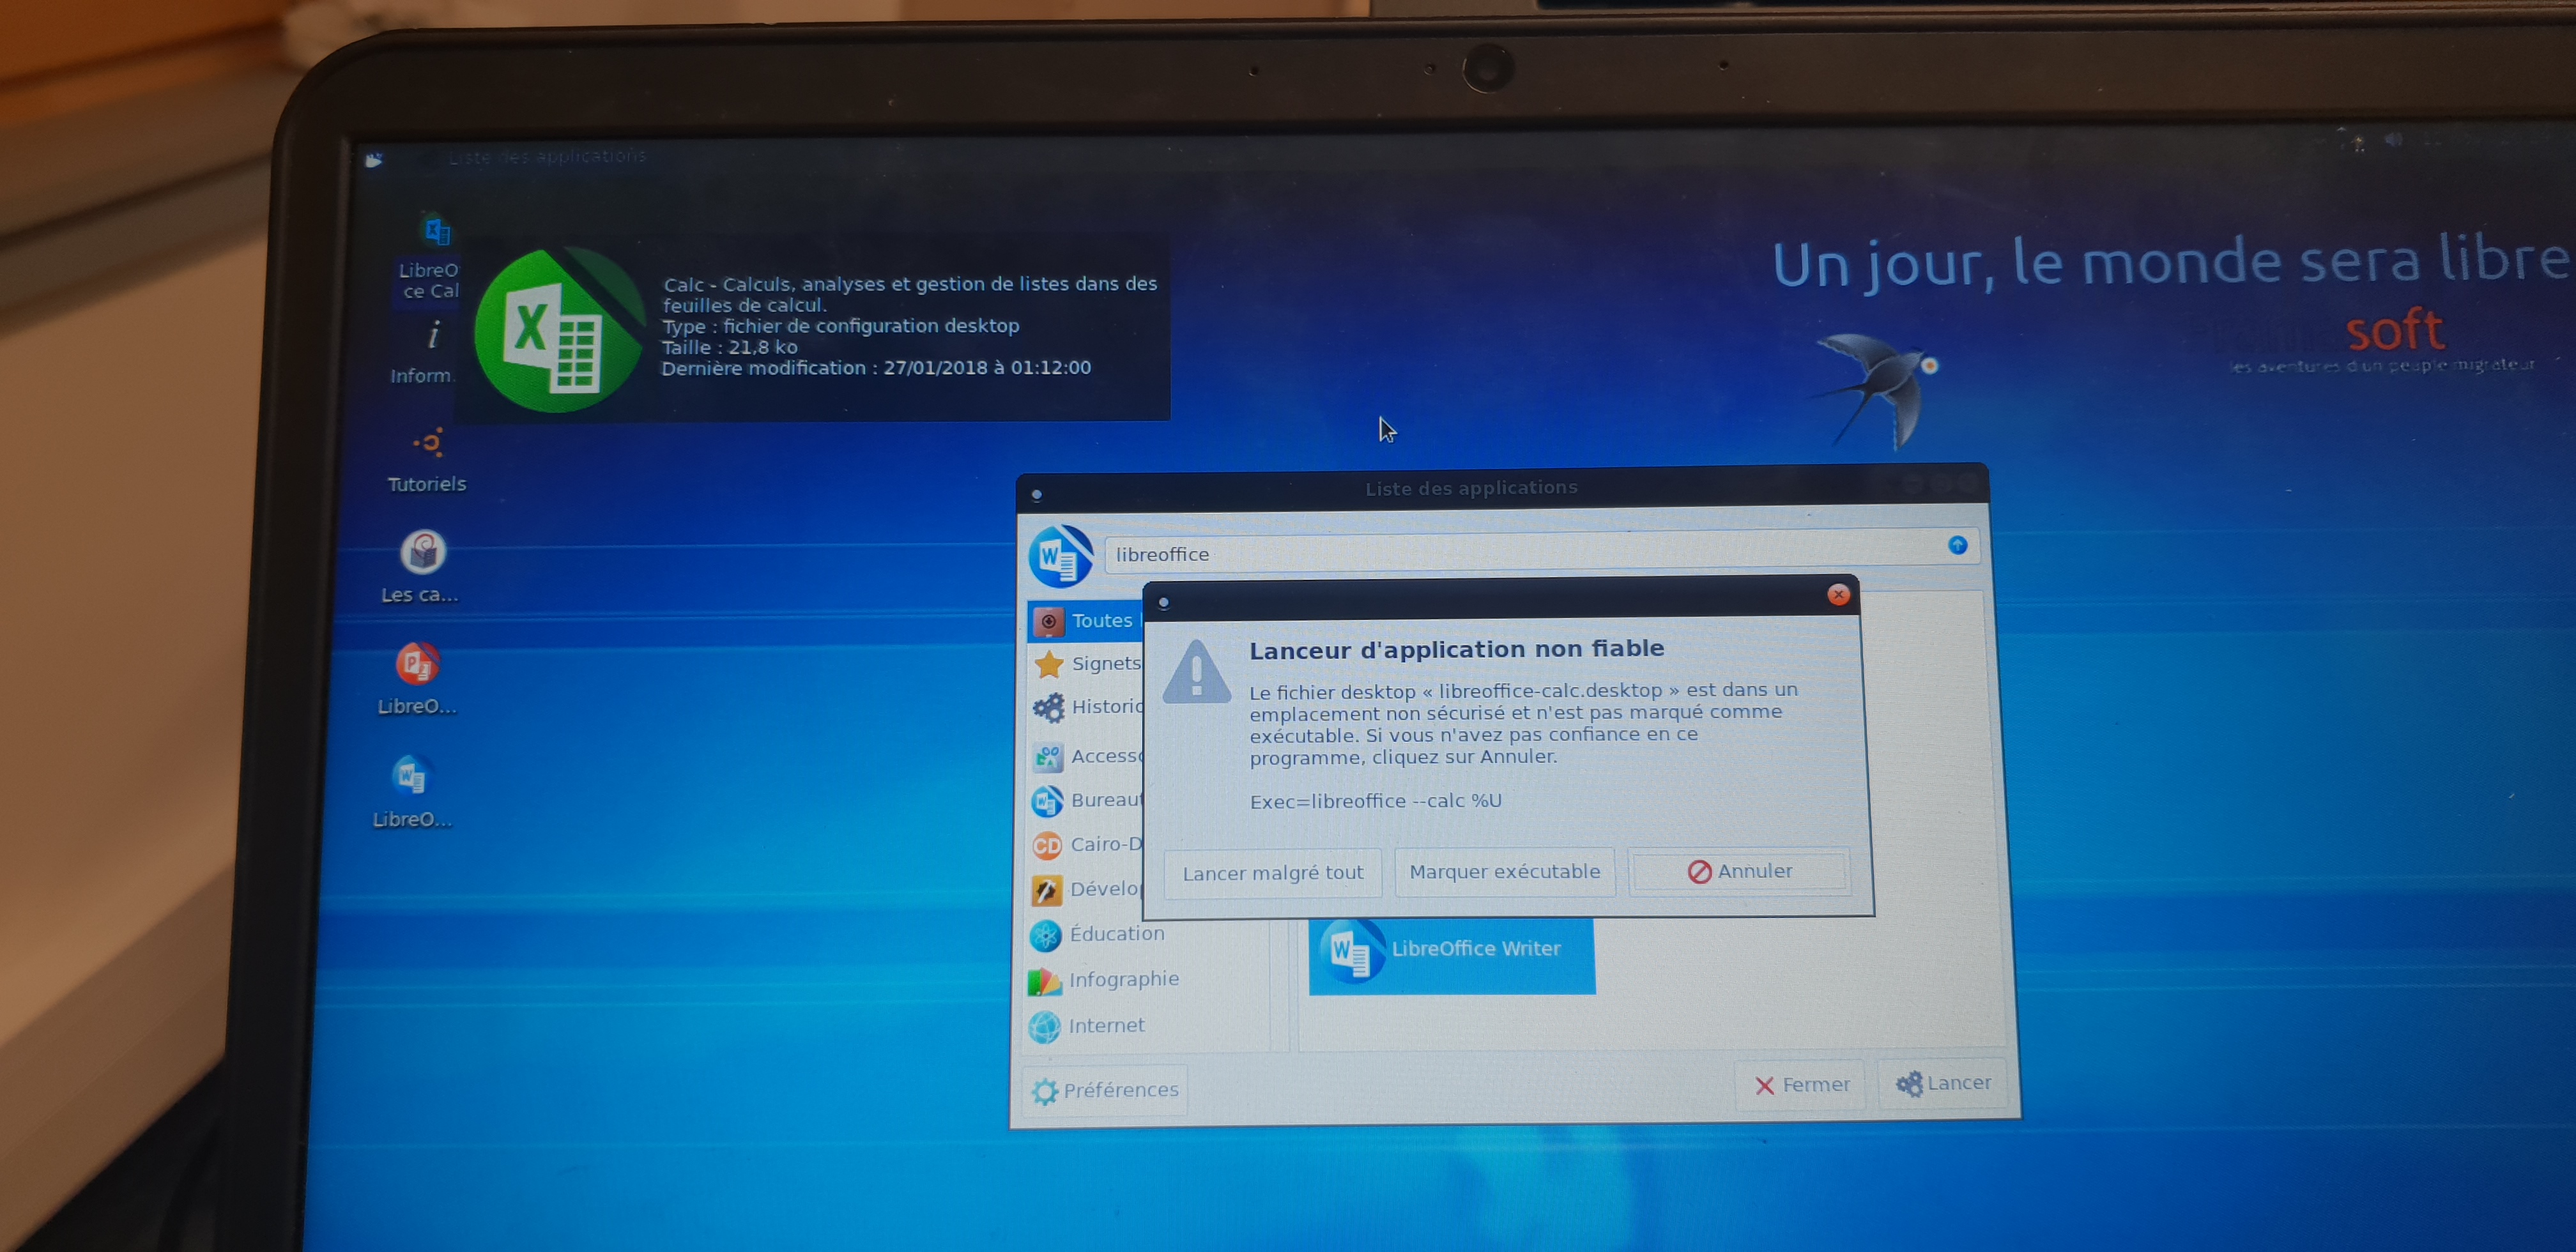 Liste des applications
LibreO
ce Cal
Calc - Calculs, analyses et gestion de listes dans des
feuilles de calcul.
Type : fichier de configuration desktop
Taille : 21,8 ko
Dernière modification : 27/01/2018 à 01:12:00
Inform.
Tutoriels
Les ca...
LibreO...
LibreO...
Un jour, le monde sera libre
soft
les aventures d'un peuple migrateur
Liste des applications
libreoffice
Toutes
Signets
Historic
Accesso
Bureaut
Cairo-D
Dévelop
Éducation
Infographie
Internet
Lanceur d'application non fiable
Le fichier desktop « libreoffice-calc.desktop » est dans un
emplacement non sécurisé et n'est pas marqué comme
exécutable. Si vous n'avez pas confiance en ce
programme, cliquez sur Annuler.
Exec=libreoffice --calc %U
Lancer malgré tout
Marquer exécutable
Annuler
LibreOffice Writer
Préférences
Fermer
Lancer